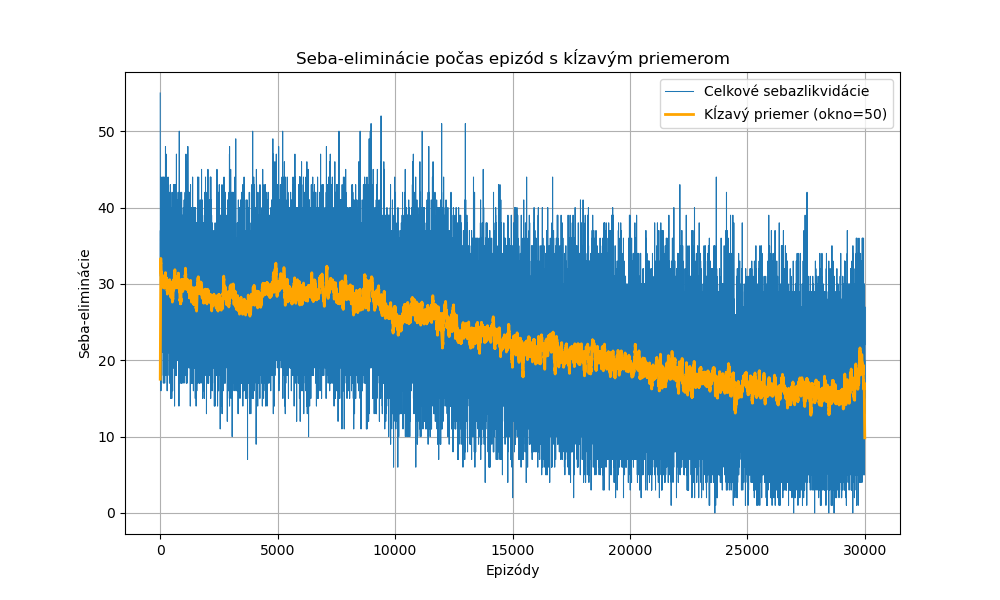 Seba-eliminácie počas epizód s kĺzavým priemerom
Celkové sebazlikvidácie
Kĺzavý priemer (okno=50)
Seba-eliminácie
50
40
30
20
10
0
0 5000 10000 15000 20000 25000 30000
Epizódy